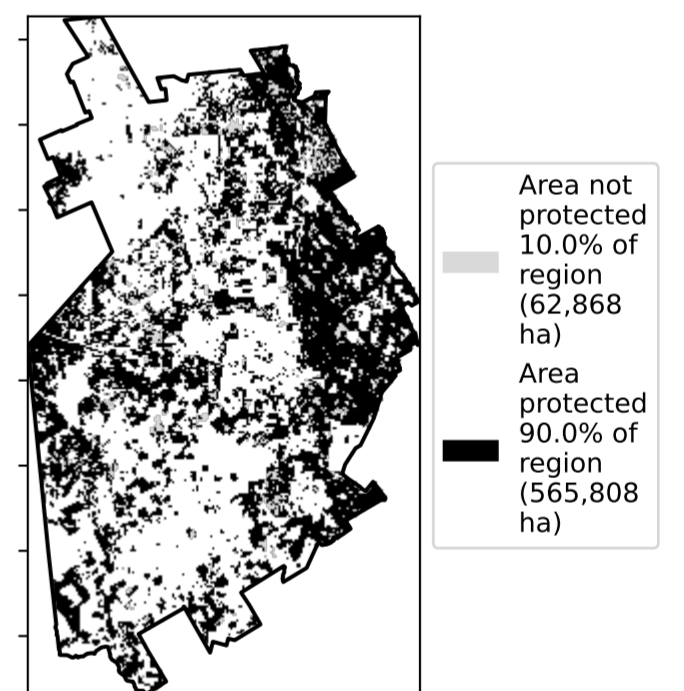 Area not
protected
10.0% of
region
(62,868
ha)
Area
protected
90.0% of
region
(565,808
ha)